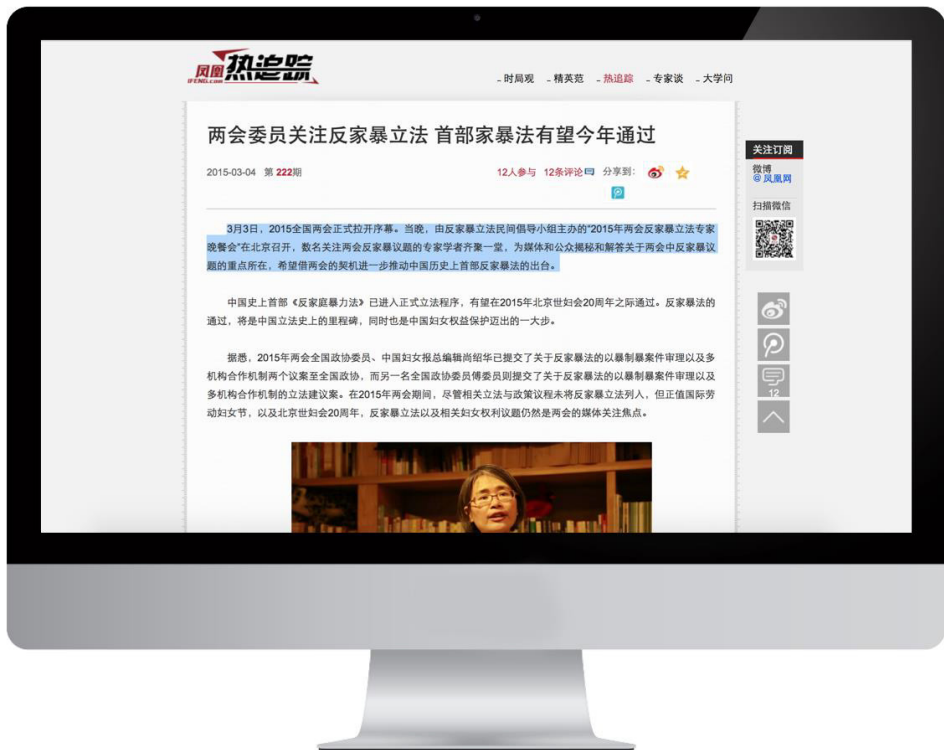 凤凰 热追踪
iFENG.com
- 时局观 - 精英范 - 热追踪 - 专家谈 - 大学问
两会委员关注反家暴立法 首部家暴法有望今年通过
2015-03-04 第 222期 12人参与 12条评论 分享到:
3月3日，2015全国两会正式拉开序幕。当晚，由反家暴立法民间倡导小组主办的“2015年两会反家暴立法专家
晚餐会”在北京召开，数名关注两会反家暴议题的专家学者齐聚一堂，为媒体和公众揭秘和解答关于两会中反家暴议
题的重点所在，希望借两会的契机进一步推动中国历史上首部反家暴法的出台。
中国史上首部《反家庭暴力法》已进入正式立法程序，有望在2015年北京世妇会20周年之际通过。反家暴法的
通过，将是中国立法史上的里程碑，同时也是中国妇女权益保护迈出的一大步。
据悉，2015年两会全国政协委员、中国妇女报总编辑尚绍华已提交了关于反家暴法的以暴制暴案件审理以及多
机构合作机制两个议案至全国政协，而另一名全国政协委员傅委员则提交了关于反家暴法的以暴制暴案件审理以及
多机构合作机制的立法建议案。在2015年两会期间，尽管相关立法与政策议程未将反家暴立法列入，但正值国际劳
动妇女节，以及北京世妇会20周年，反家暴立法以及相关妇女权利议题仍然是两会的媒体关注焦点。
关注订阅
微博
@凤凰网
扫描微信
12